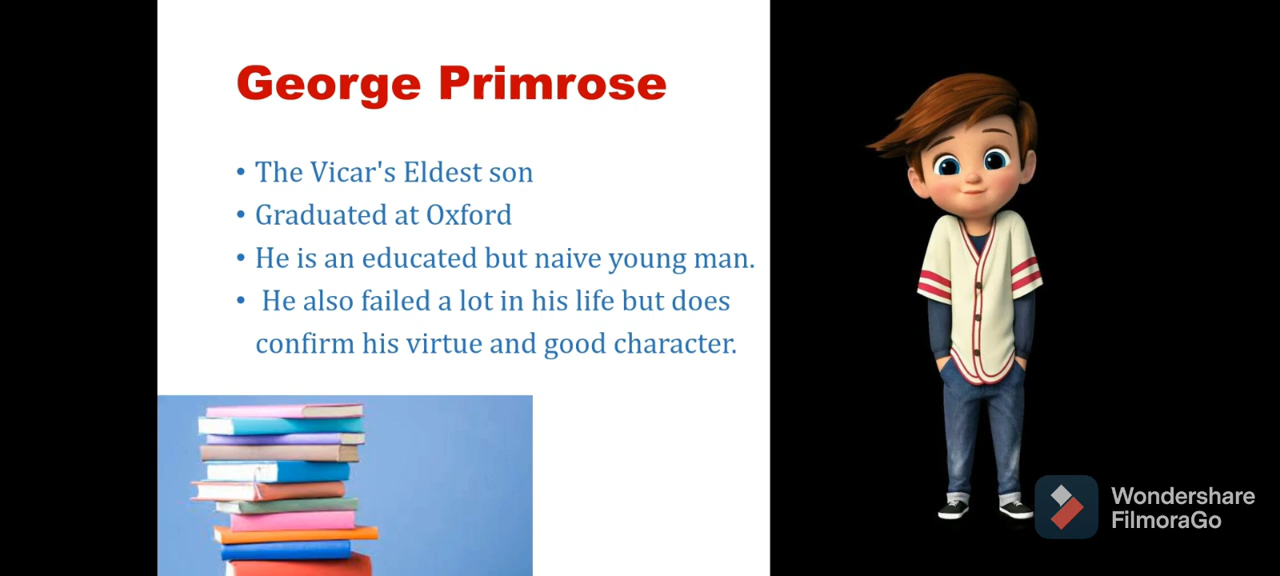 George Primrose
• The Vicar's Eldest son
• Graduated at Oxford
• He is an educated but naive young man.
• He also failed a lot in his life but does
confirm his virtue and good character.
Wondershare
FilmoraGo